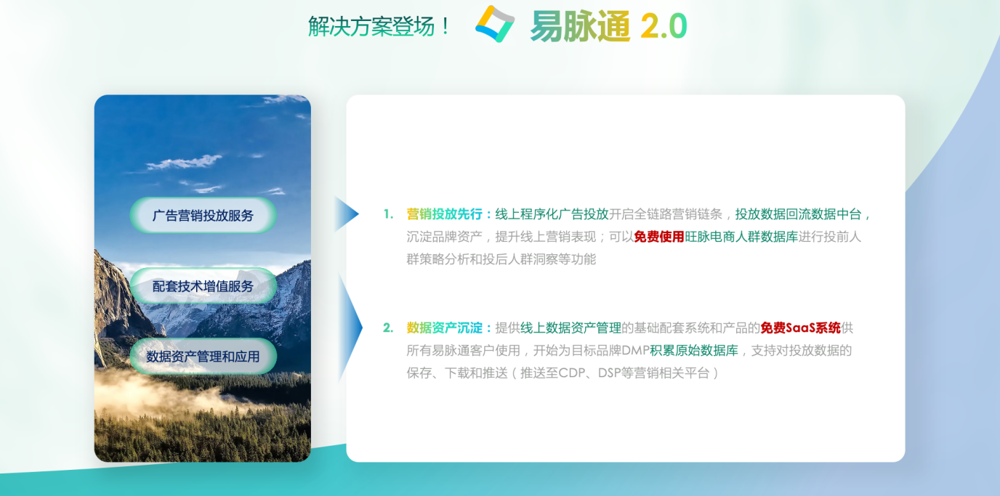 解决方案登场！ 易脉通 2.0
广告营销投放服务
配套技术增值服务
数据资产管理和应用
1. 营销投放先行：线上程序化广告投放开启全链路营销链条，投放数据回流数据中台，
沉淀品牌资产，提升线上营销表现；可以免费使用旺脉电商人群数据库进行投前人
群策略分析和投后人群洞察等功能
2. 数据资产沉淀：提供线上数据资产管理的基础配套系统和产品的免费SaaS系统供
所有易脉通客户使用，开始为目标品牌DMP积累原始数据库，支持对投放数据的
保存、下载和推送（推送至CDP、DSP等营销相关平台）